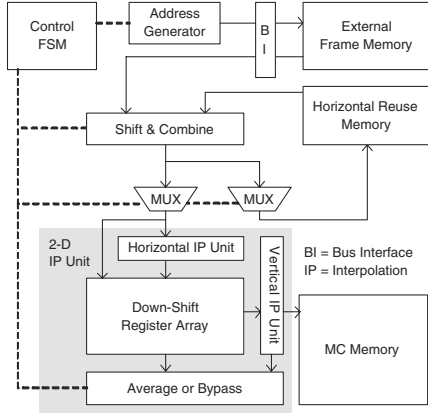 Control
FSM
Address
Generator
B
I
External
Frame Memory
Shift & Combine
Horizontal Reuse
Memory
MUX
MUX
2-D
IP Unit
Horizontal IP Unit
Vertical IP Unit
BI = Bus Interface
IP = Interpolation
Down-Shift
Register Array
MC Memory
Average or Bypass